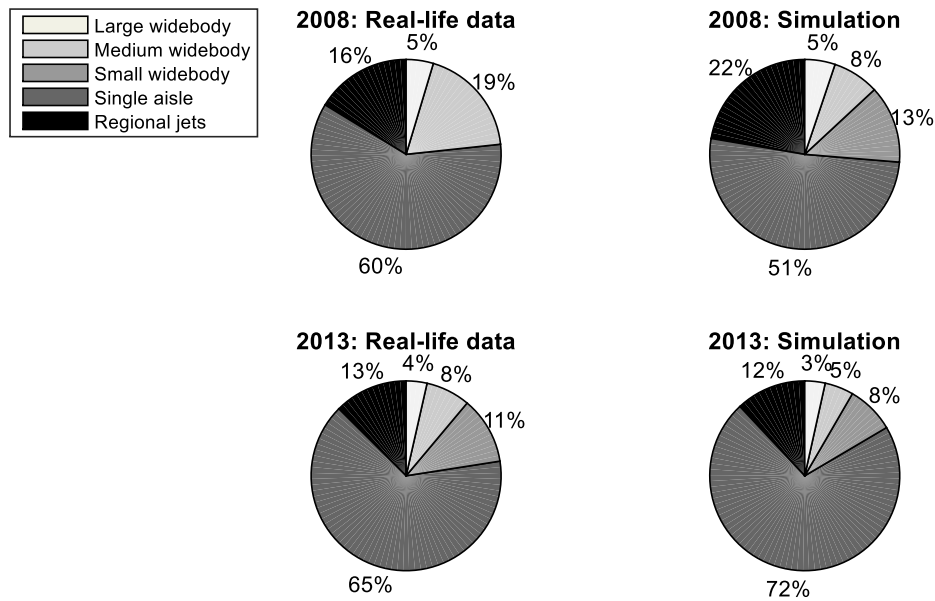 Large widebody
Medium widebody
Small widebody
Single aisle
Regional jets
2008: Real-life data
5%
19%
16%
60%
2008: Simulation
5%
8%
22%
13%
51%
2013: Real-life data
4%
8%
13%
11%
65%
2013: Simulation
3%
5%
12%
8%
72%